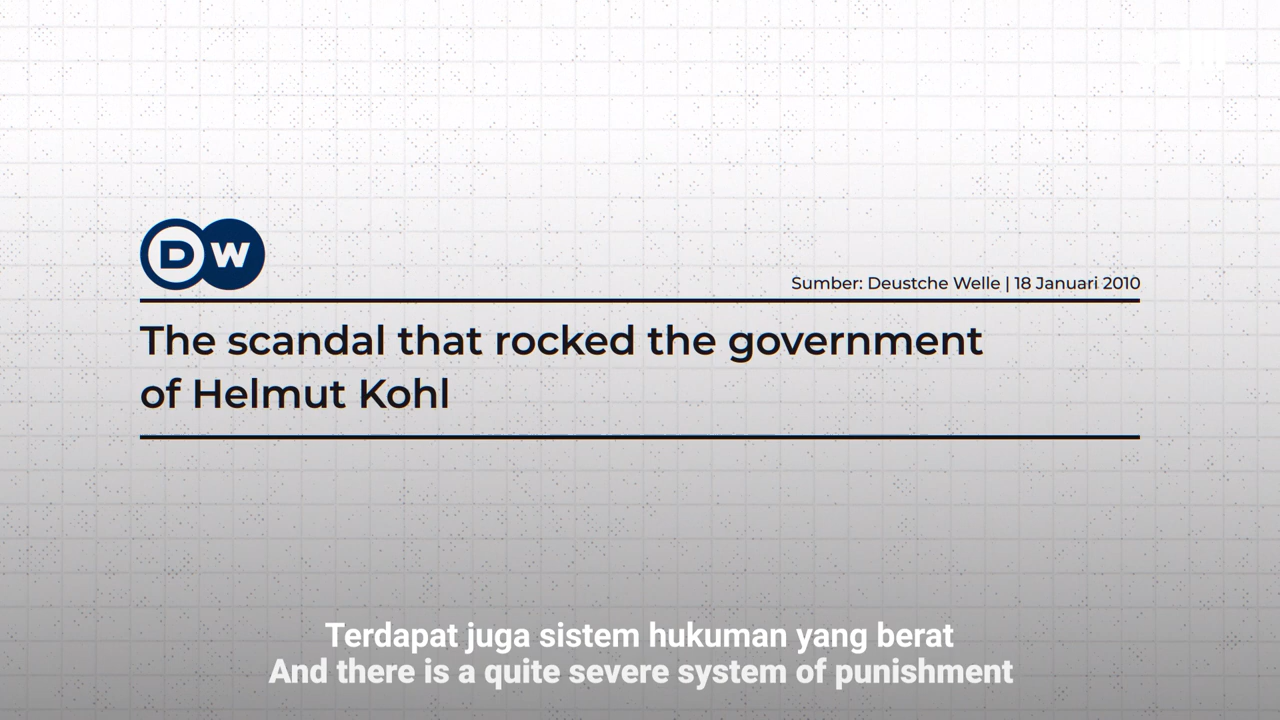 DW
Sumber: Deustche Welle | 18 Januari 2010
The scandal that rocked the government
of Helmut Kohl
Terdapat juga sistem hukuman yang berat
And there is a quite severe system of punishment